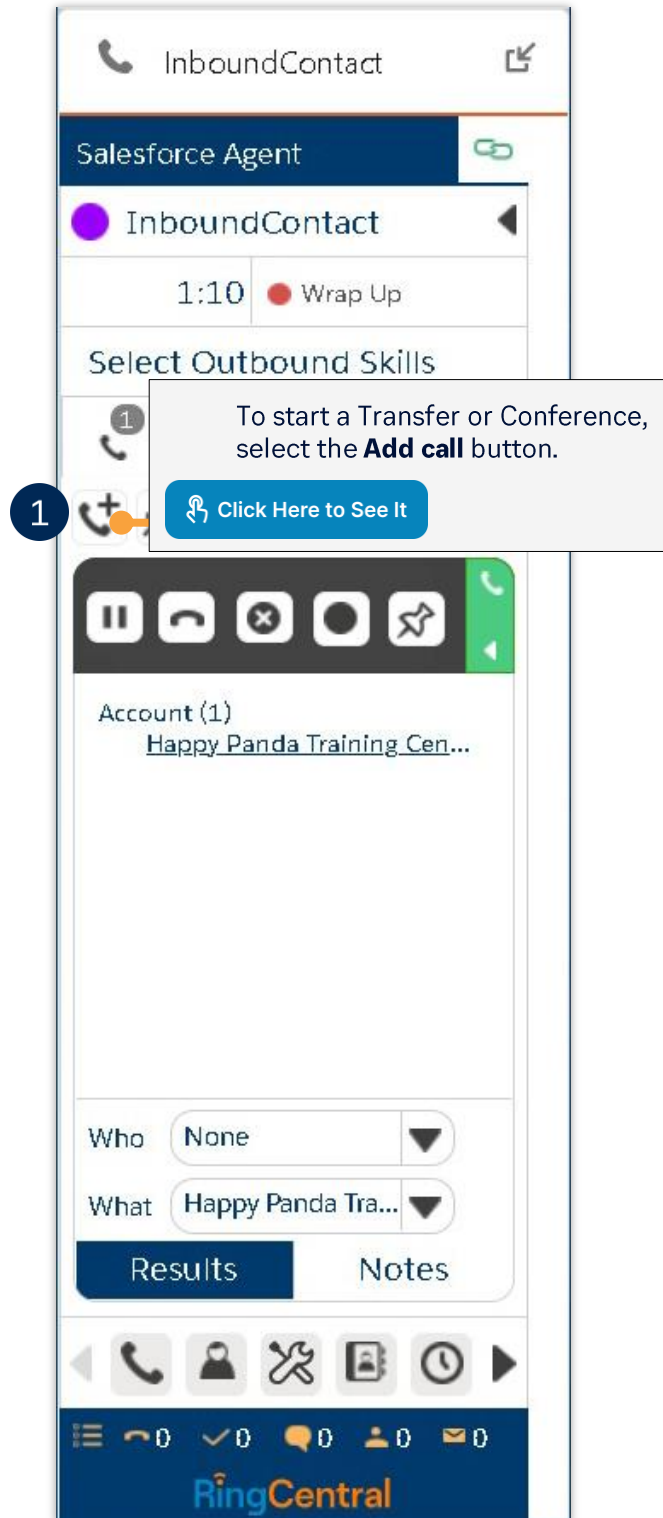 InboundContact
Salesforce Agent
InboundContact
1:10 Wrap Up
Select Outbound Skills
1
To start a Transfer or Conference,
select the Add call button.
1
Click Here to See It
Account (1)
Happy Panda Training Cen...
Who None
What Happy Panda Tra...
Results Notes
0 0 0 0 0
RingCentral